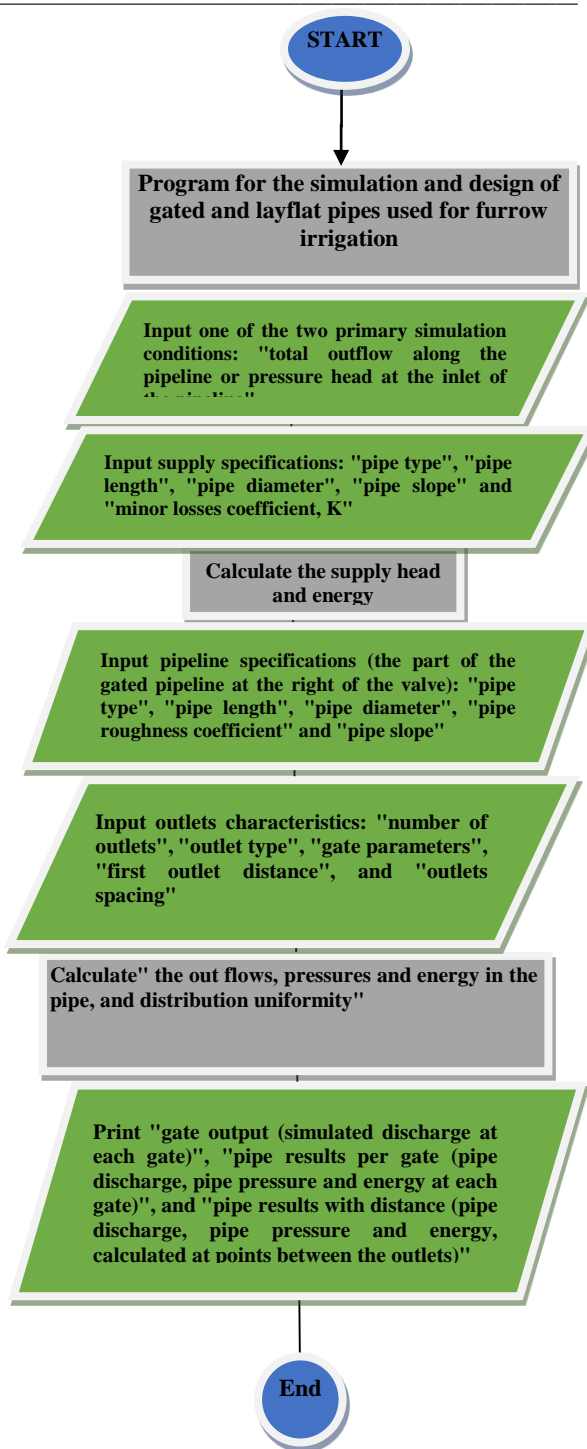 START
Program for the simulation and design of
gated and layflat pipes used for furrow
irrigation
Input one of the two primary simulation
conditions: "total outflow along the
pipeline or pressure head at the inlet of
the pipeline"
Input supply specifications: "pipe type", "pipe
length", "pipe diameter", "pipe slope" and
"minor losses coefficient, K"
Calculate the supply head
and energy
Input pipeline specifications (the part of the
gated pipeline at the right of the valve): "pipe
type", "pipe length", "pipe diameter", "pipe
roughness coefficient" and "pipe slope"
Input outlets characteristics: "number of
outlets", "outlet type", "gate parameters",
"first outlet distance", and "outlets
spacing"
Calculate" the out flows, pressures and energy in the
pipe, and distribution uniformity"
Print "gate output (simulated discharge at
each gate)", "pipe results per gate (pipe
discharge, pipe pressure and energy at each
gate)", and "pipe results with distance (pipe
discharge, pipe pressure and energy,
calculated at points between the outlets)"
End